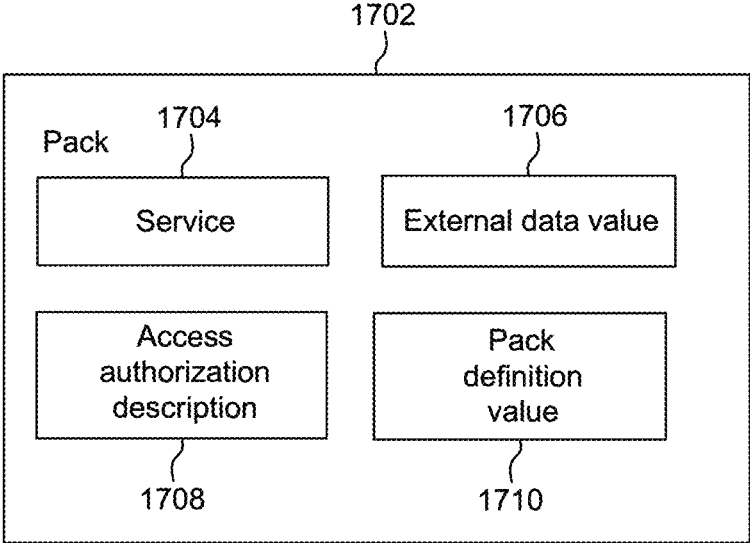 1702
1704
1706
Pack
Service
External data value
Access
authorization
description
Pack
definition
value
1708
1710